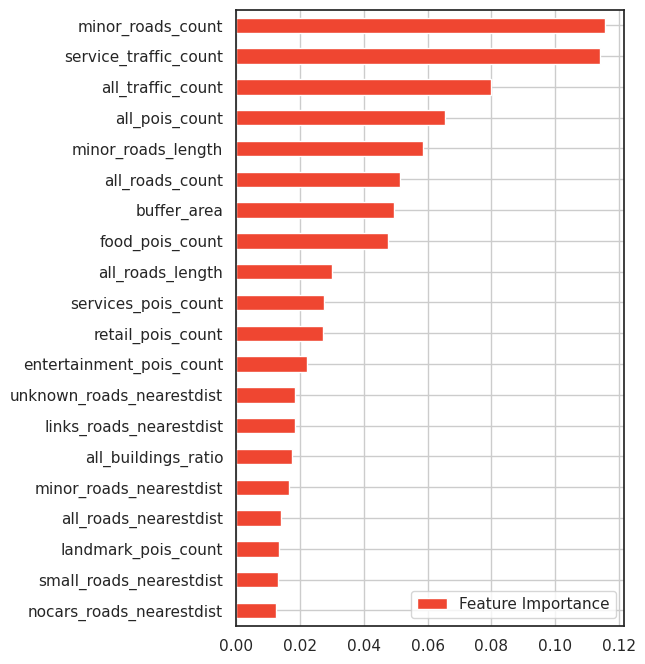 minor_roads_count
service_traffic_count
all_traffic_count
all_pois_count
minor_roads_length
all_roads_count
buffer_area
food_pois_count
all_roads_length
services_pois_count
retail_pois_count
entertainment_pois_count
unknown_roads_nearestdist
links_roads_nearestdist
all_buildings_ratio
minor_roads_nearestdist
all_roads_nearestdist
landmark_pois_count
small_roads_nearestdist
nocars_roads_nearestdist
Feature Importance
0.00 0.02 0.04 0.06 0.08 0.10 0.12